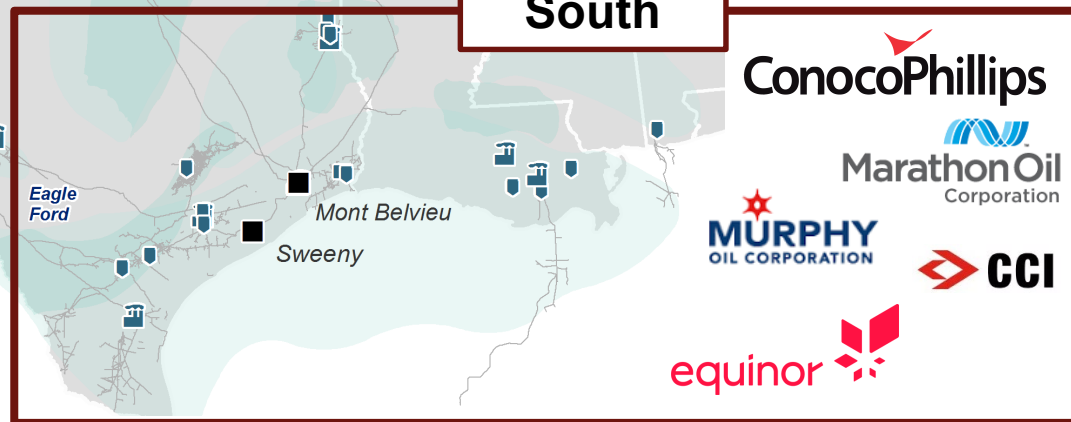 South
Eagle
Ford
Mont Belvieu
Sweeny
ConocoPhillips
Marathon Oil
Corporation
MURPHY
OIL CORPORATION
CCI
equinor